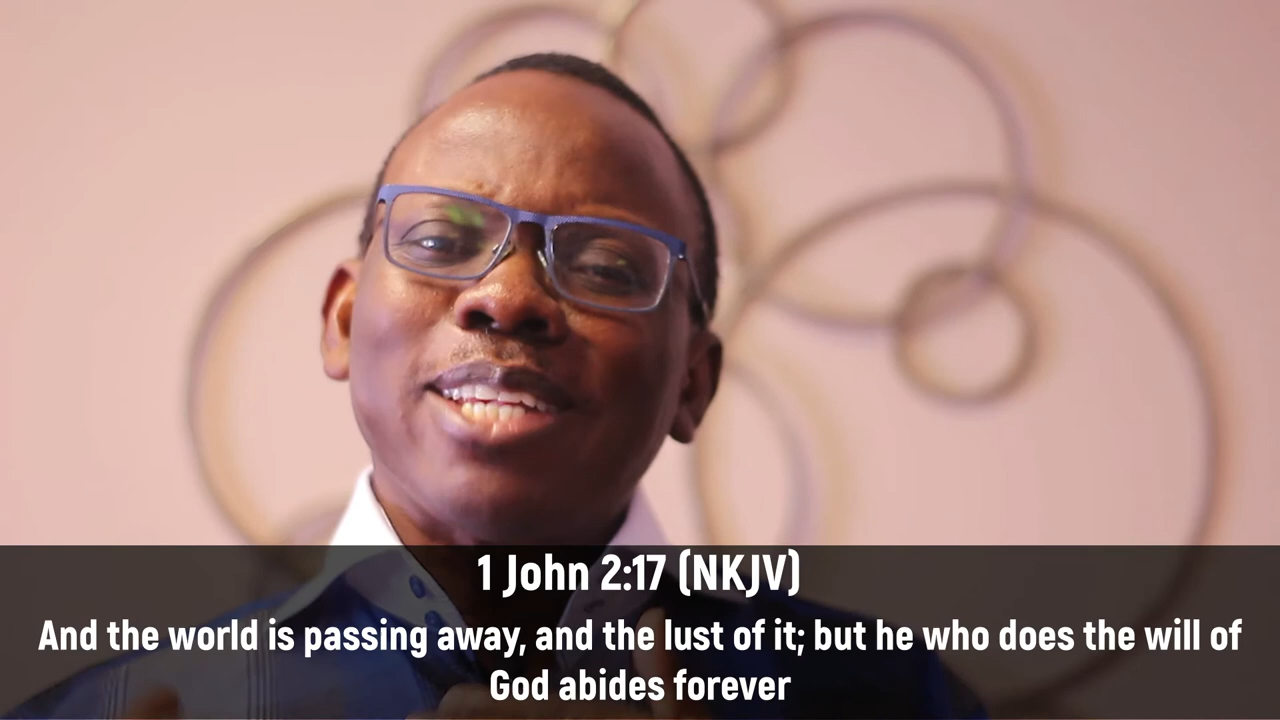 1 John 2:17 (NKJV)
And the world is passing away, and the lust of it; but he who does the will of
God abides forever